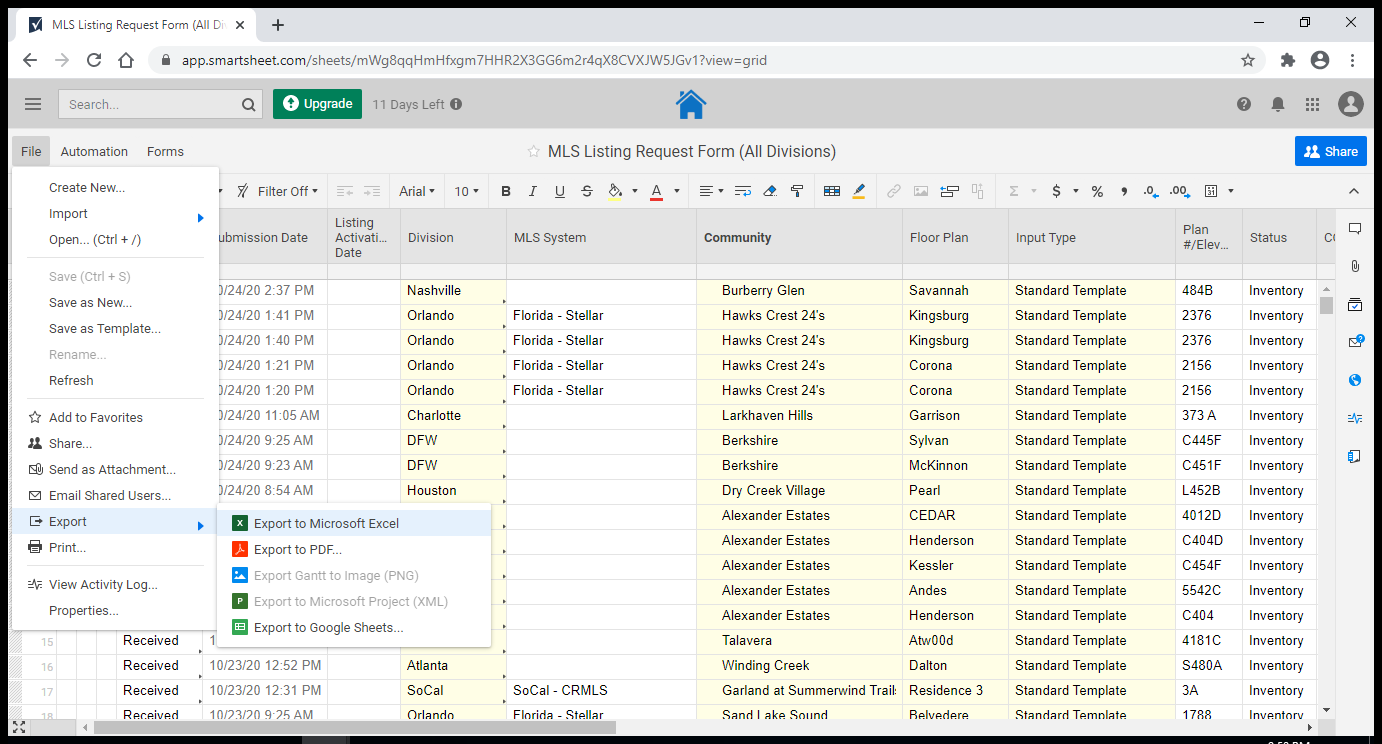 MLS Listing Request Form (All Div
app.smartsheet.com/sheets/mWg8qqHmHfxgm7HHR2X3GG6m2r4qX8CVXJW5JGv1?view=grid
Search...
Upgrade
11 Days Left
File Automation Forms
MLS Listing Request Form (All Divisions)
Share
Filter Off Arial 10 B I U S A Σ $ % , .0 .00 31
Create New...
Import
Open... (Ctrl + /)
Save (Ctrl + S)
Save as New...
Save as Template...
Rename...
Refresh
Add to Favorites
Share...
Send as Attachment...
Email Shared Users...
Export
Print...
View Activity Log...
Properties...
Export to Microsoft Excel
Export to PDF...
Export Gantt to Image (PNG)
Export to Microsoft Project (XML)
Export to Google Sheets...
ubmission Date Listing Activati... Date Division MLS System Community Floor Plan Input Type Plan #/Elev... Status
0/24/20 2:37 PM Nashville Burberry Glen Savannah Standard Template 484B Inventory
0/24/20 1:41 PM Orlando Florida - Stellar Hawks Crest 24's Kingsburg Standard Template 2376 Inventory
0/24/20 1:40 PM Orlando Florida - Stellar Hawks Crest 24's Kingsburg Standard Template 2376 Inventory
0/24/20 1:21 PM Orlando Florida - Stellar Hawks Crest 24's Corona Standard Template 2156 Inventory
0/24/20 1:20 PM Orlando Florida - Stellar Hawks Crest 24's Corona Standard Template 2156 Inventory
0/24/20 11:05 AM Charlotte Larkhaven Hills Garrison Standard Template 373 A Inventory
0/24/20 9:25 AM DFW Berkshire Sylvan Standard Template C445F Inventory
0/24/20 9:23 AM DFW Berkshire McKinnon Standard Template C451F Inventory
0/24/20 8:54 AM Houston Dry Creek Village Pearl Standard Template L452B Inventory
Alexander Estates CEDAR Standard Template 4012D Inventory
Alexander Estates Henderson Standard Template C404D Inventory
Alexander Estates Kessler Standard Template C454F Inventory
Alexander Estates Andes Standard Template 5542C Inventory
Alexander Estates Henderson Standard Template C404 Inventory
15 Received Talavera Atw00d Standard Template 4181C Inventory
16 Received 10/23/20 12:52 PM Atlanta Winding Creek Dalton Standard Template S480A Inventory
17 Received 10/23/20 12:31 PM SoCal SoCal - CRMLS Garland at Summerwind Trails Residence 3 Standard Template 3A Inventory
18 Received 10/23/20 9:25 AM Orlando Florida - Stellar Sand Lake Sound Belvedere Standard Template 1788 Inventory